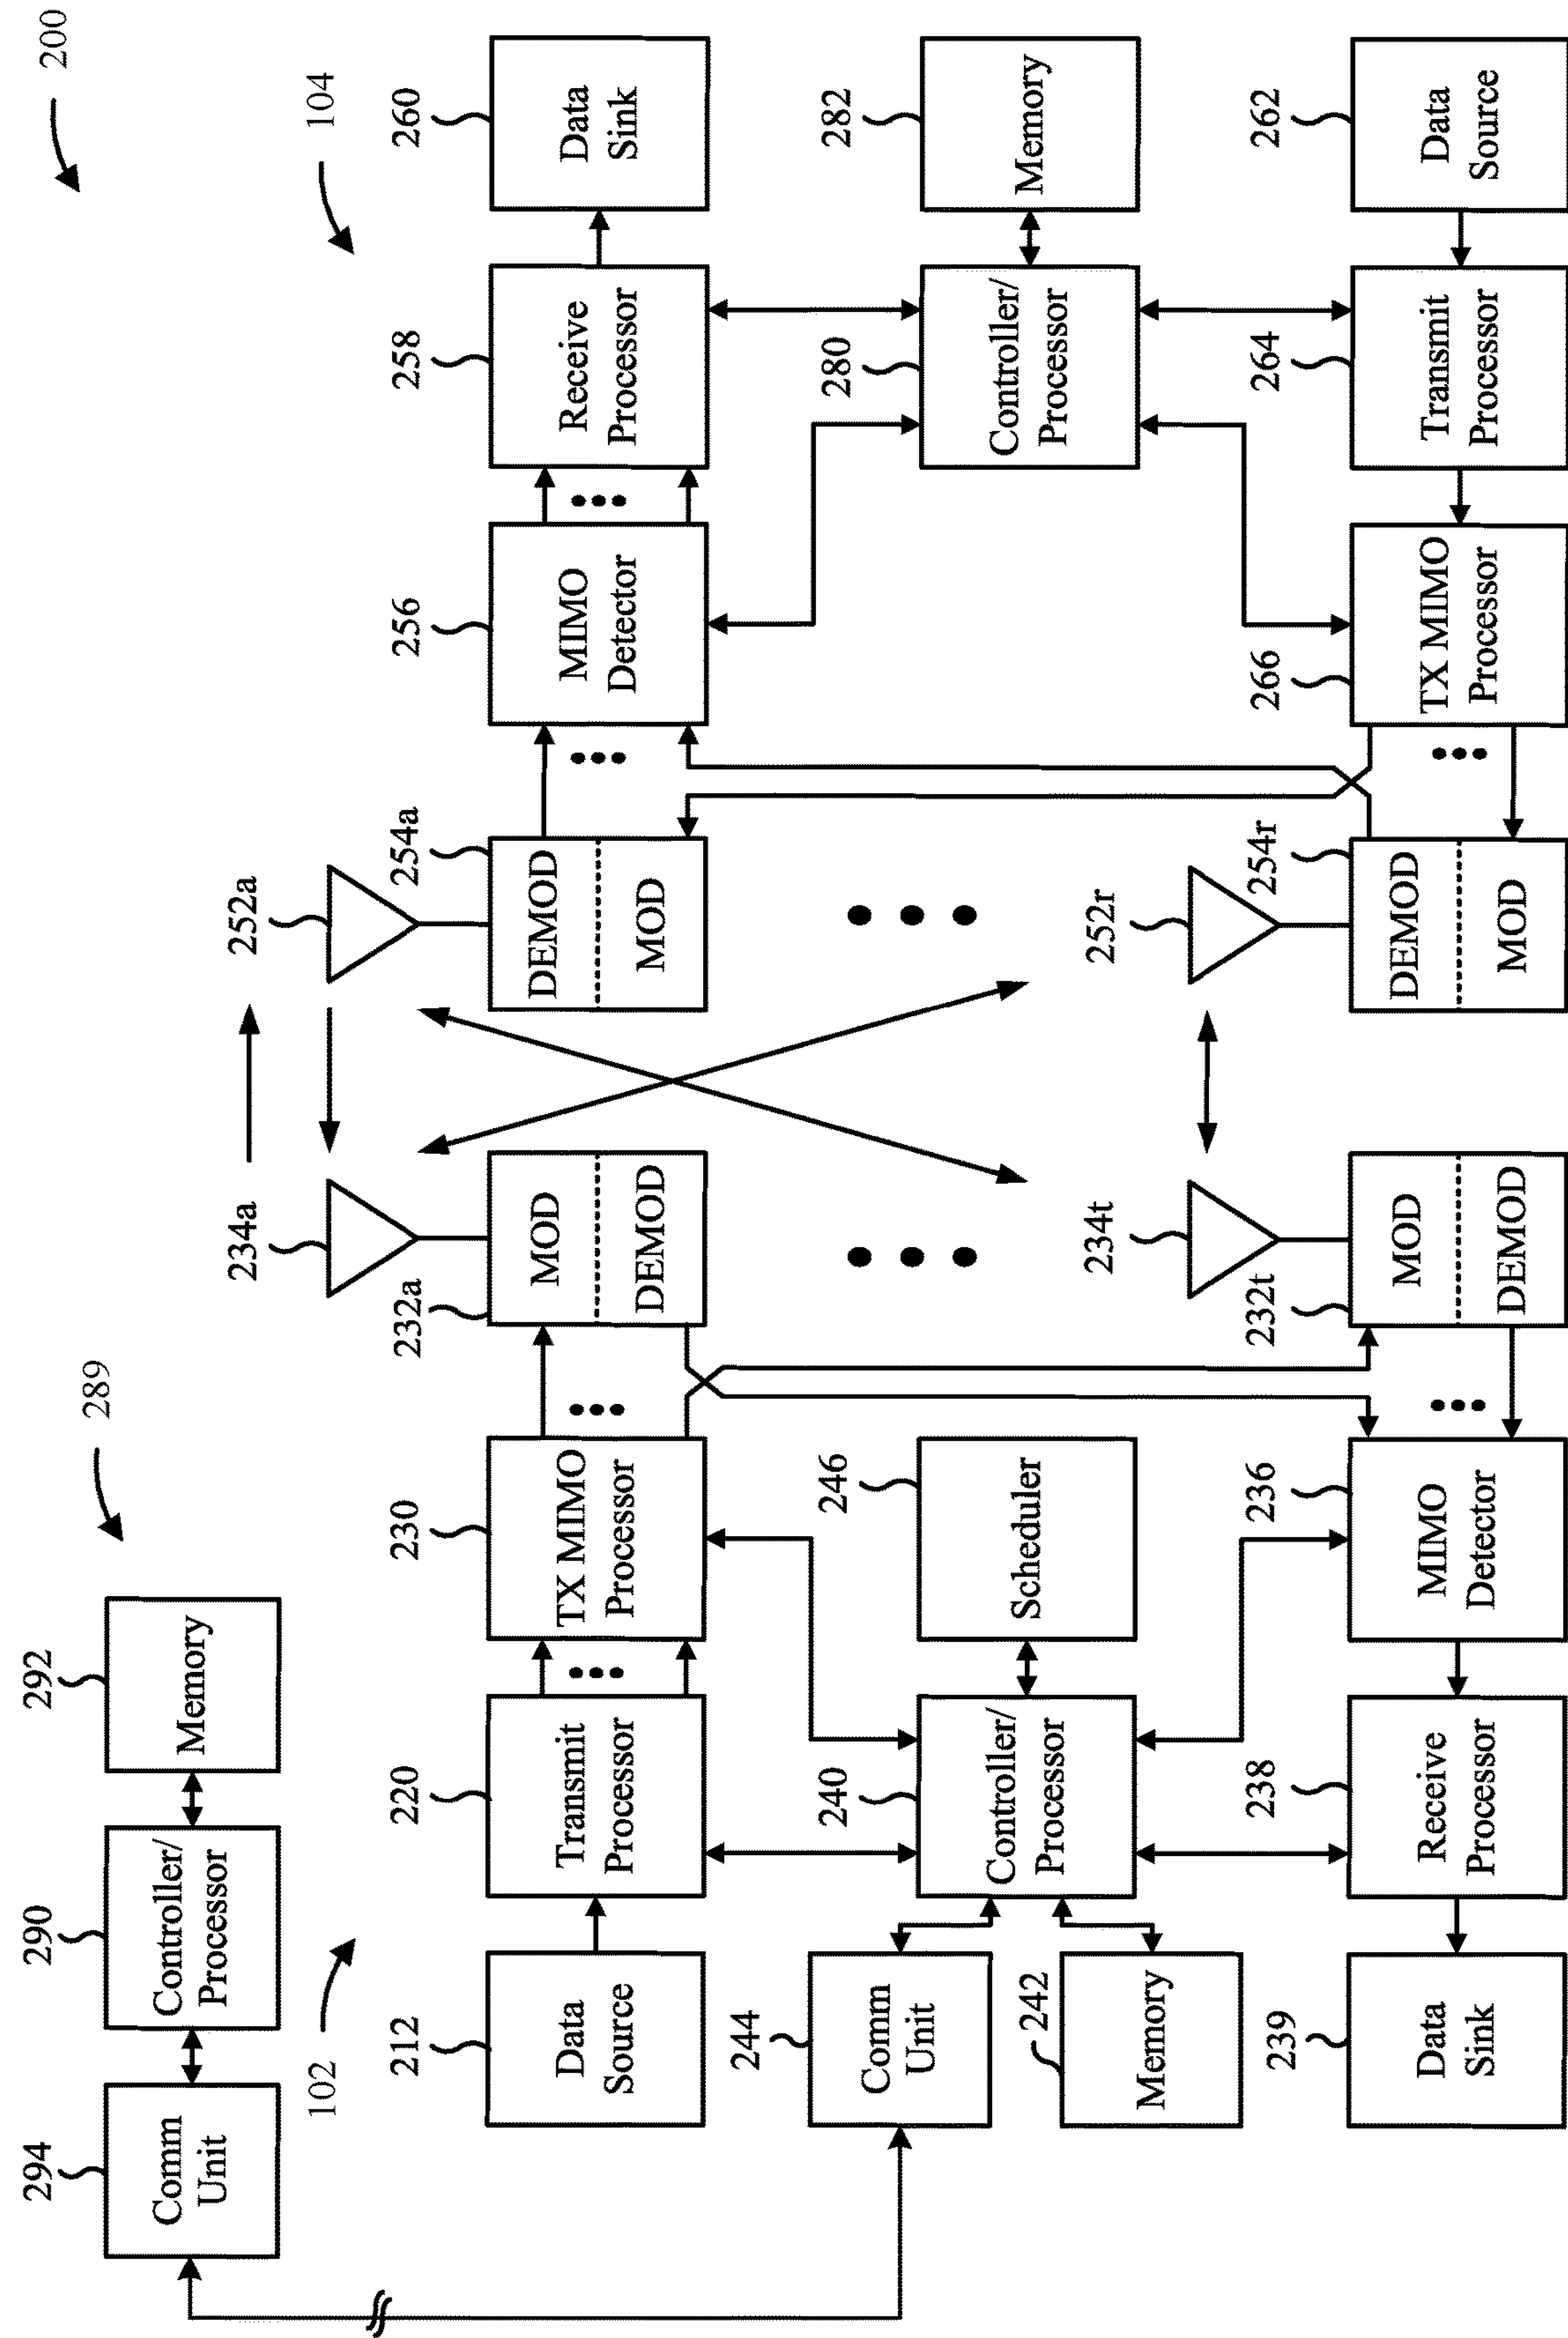 200
289
294
Comm
Unit
290
Controller/
Processor
292
Memory
102
104
212
Data
Source
220
Transmit
Processor
230
TX MIMO
Processor
232a
MOD
DEMOD
234a
252a
254a
DEMOD
MOD
256
MIMO
Detector
258
Receive
Processor
260
Data
Sink
244
Comm
Unit
242
Memory
240
Controller/
Processor
246
Scheduler
280
Controller/
Processor
282
Memory
239
Data
Sink
238
Receive
Processor
236
MIMO
Detector
232t
MOD
DEMOD
234t
252r
254r
DEMOD
MOD
266
TX MIMO
Processor
264
Transmit
Processor
262
Data
Source